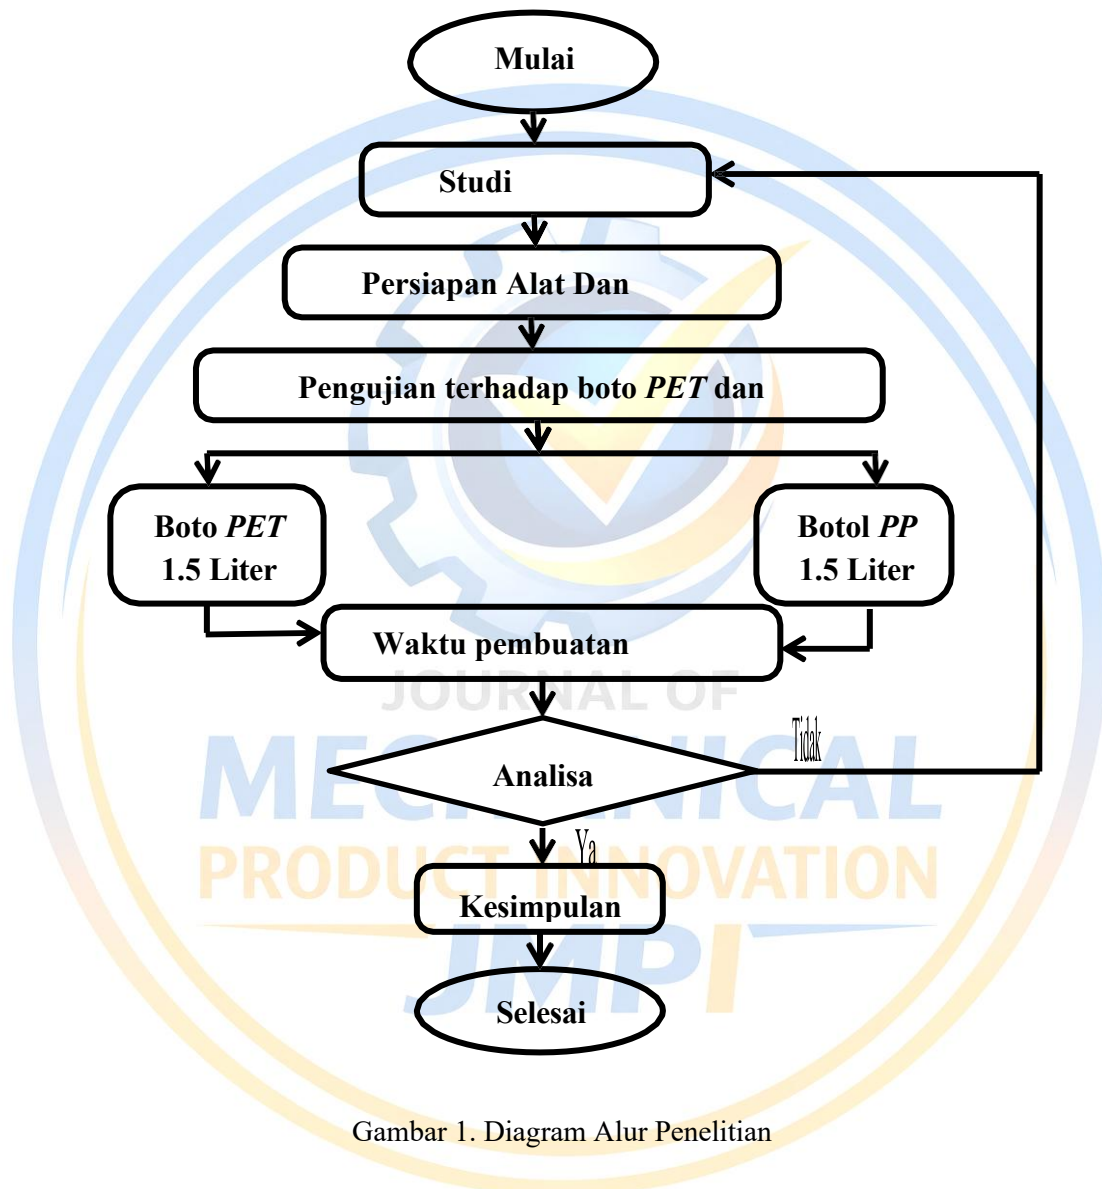 Mulai
Studi
Persiapan Alat Dan
Pengujian terhadap boto PET dan
Boto PET
1.5 Liter
Botol PP
1.5 Liter
Waktu pembuatan
JOURNAL OF
Tidak
MECHANICAL
Analisa
Ya
PRODUCT INNOVATION
Kesimpulan
JMPI
Selesai
Gambar 1. Diagram Alur Penelitian